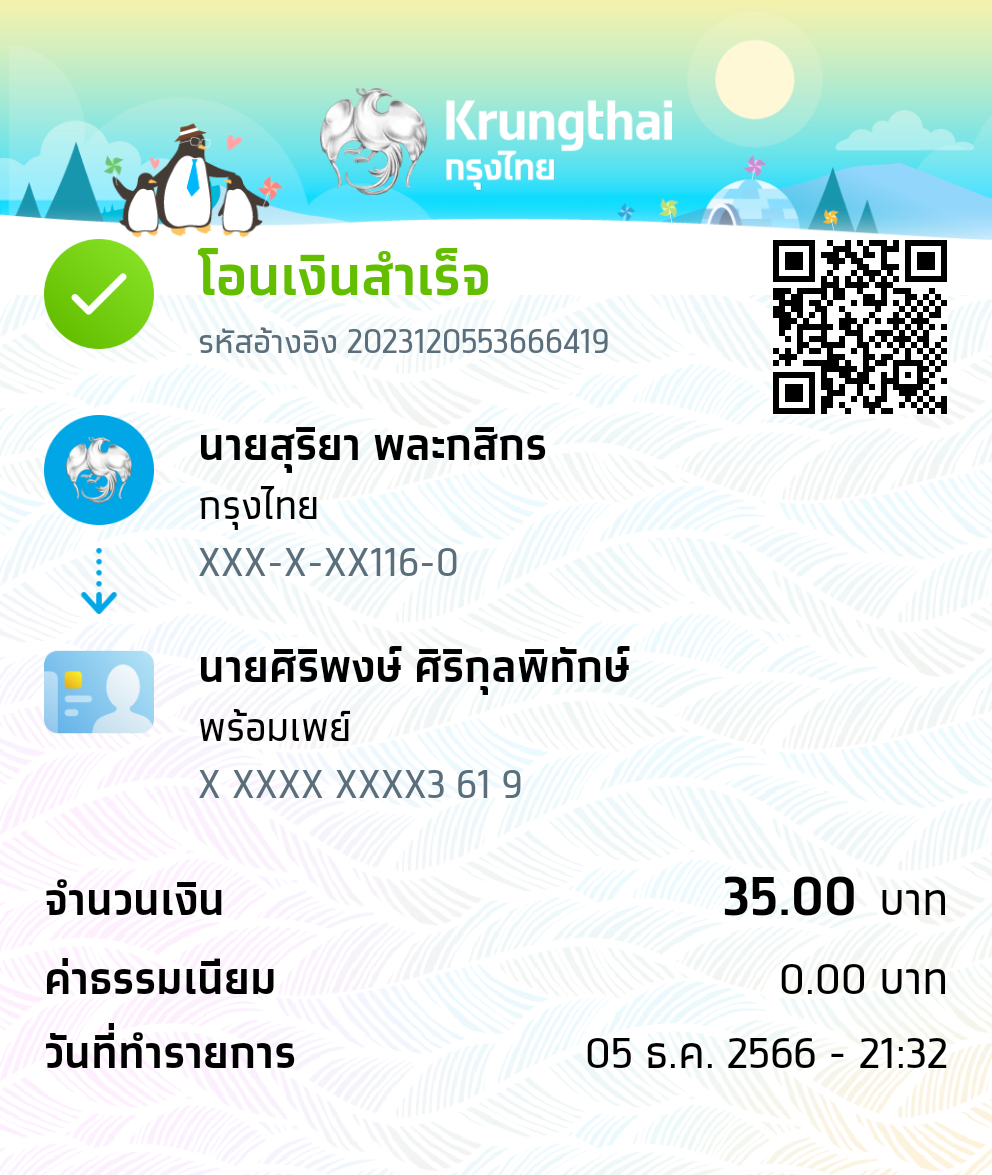 Krungthai
กรุงไทย
โอนเงินสำเร็จ
รหัสอ้างอิง 2023120553666419
นายสุริยา พละกสิกร
กรุงไทย
XXX-X-XX116-0
นายศิริพงษ์ ศิริกุลพิทักษ์
พร้อมเพย์
X XXXX XXXX3 61 9
จำนวนเงิน 35.00 บาท
ค่าธรรมเนียม 0.00 บาท
วันที่ทำรายการ 05 ธ.ค. 2566 - 21:32